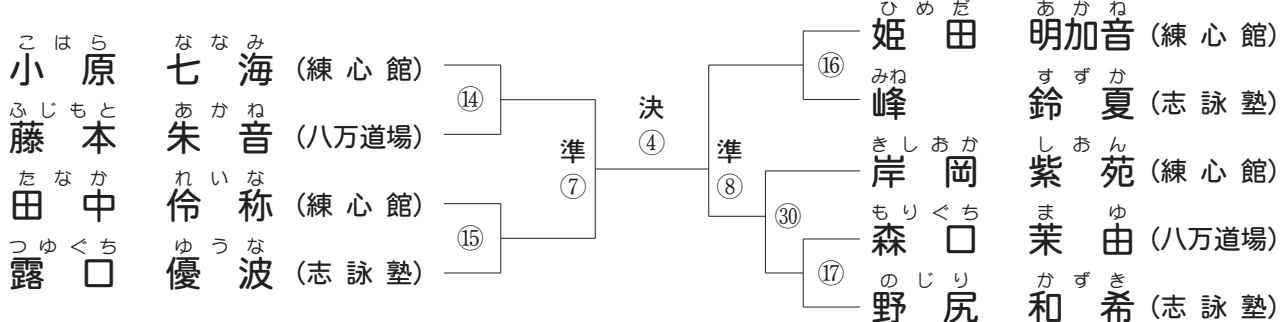 こはら ななみ
小原 七海 (練心館)
ふじもと あかね
藤本 朱音 (八万道場)
たなか れいな
田中 伶称 (練心館)
つゆぐち ゆうな
露口 優波 (志詠塾)
⑭
⑮
準
⑦
決
④
準
⑧
⑯
㉚
⑰
ひめだ あかね
姫田 明加音 (練心館)
みね すずか
峰 鈴夏 (志詠塾)
きしおか しおん
岸岡 紫苑 (練心館)
もりぐち まゆ
森口 茉由 (八万道場)
のじり かずき
野尻 和希 (志詠塾)